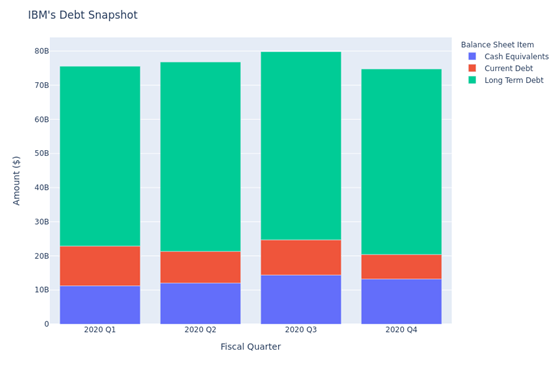 IBM's Debt Snapshot
Balance Sheet Item
Cash Equivalents
Current Debt
Long Term Debt
80B
70B
60B
50B
40B
30B
20B
10B
0
Amount ($)
2020 Q1 2020 Q2 2020 Q3 2020 Q4
Fiscal Quarter